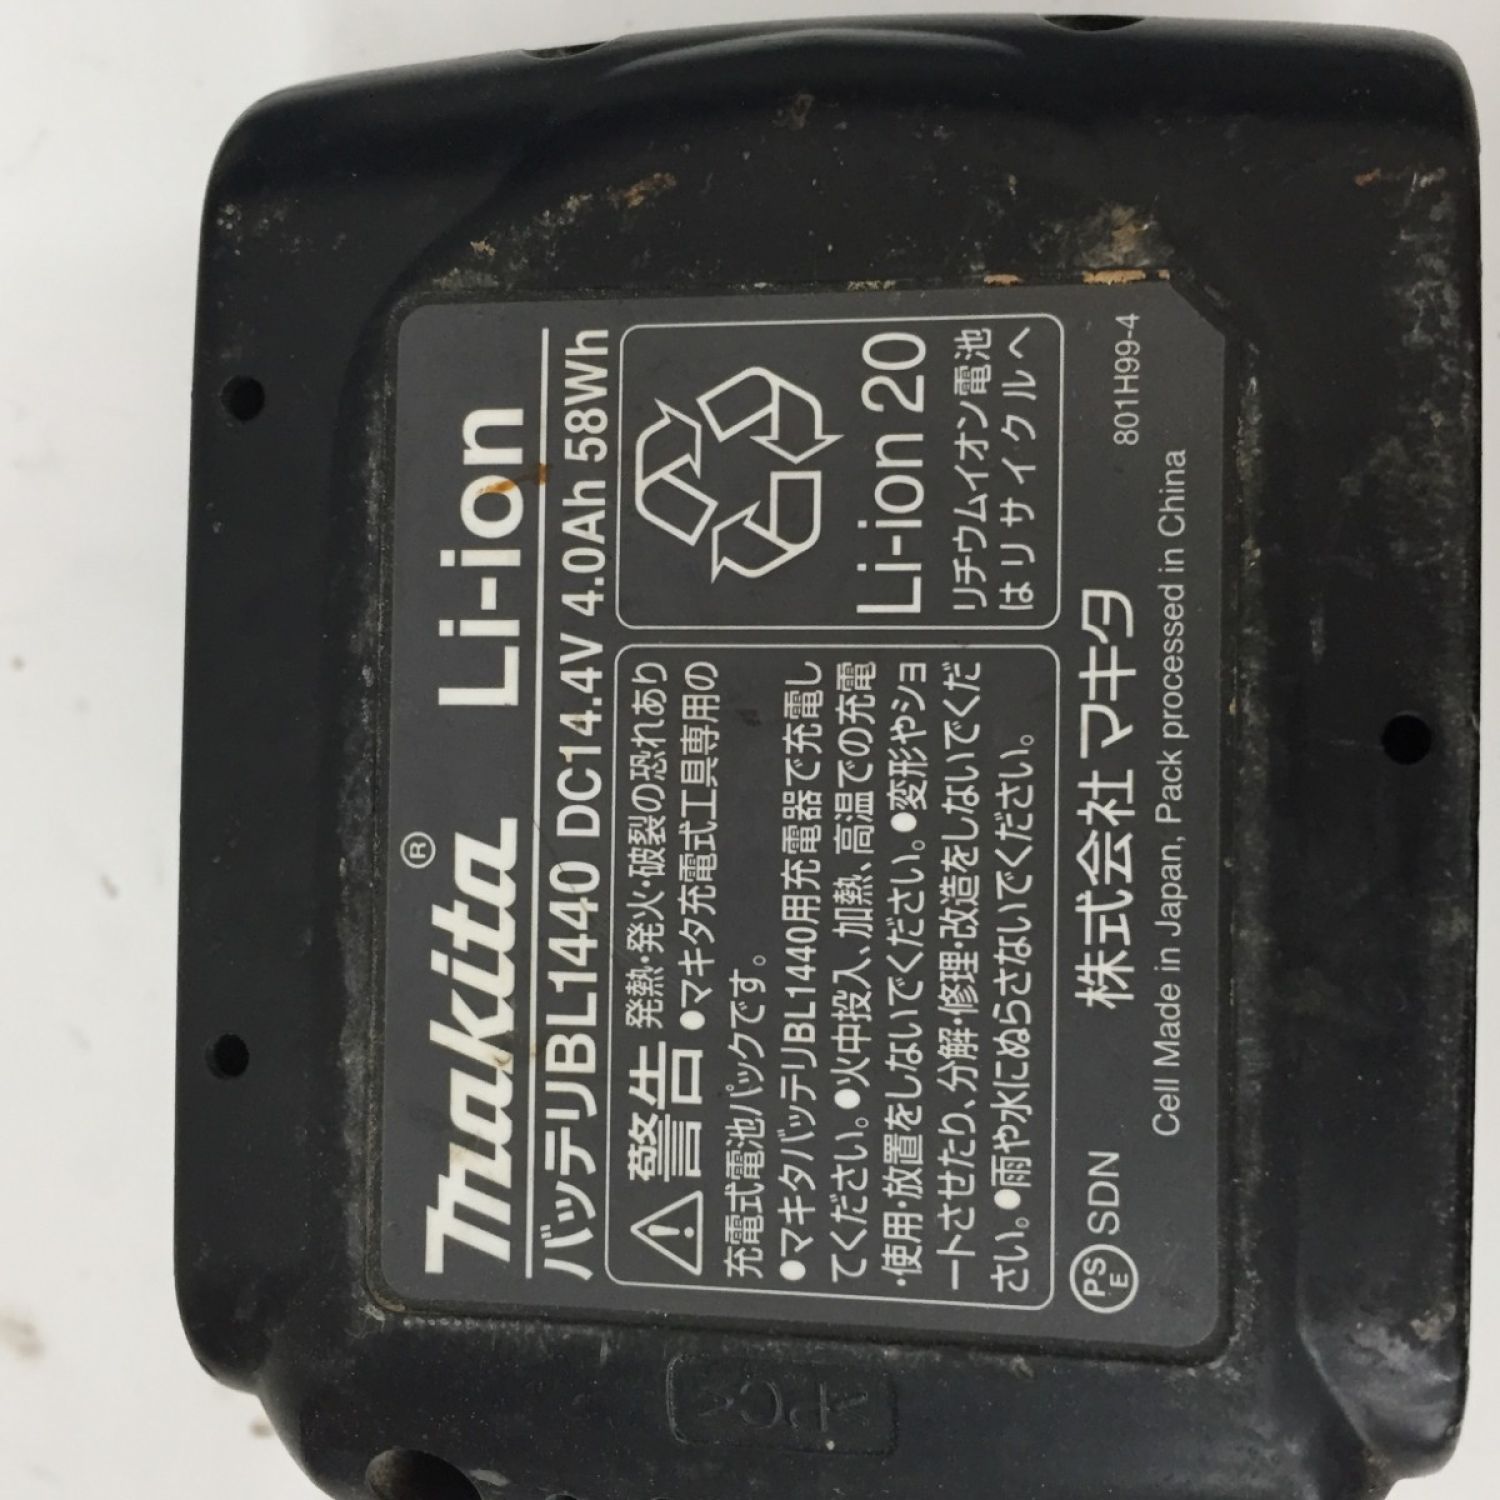 Makita® Li-ion
バッテリBL1440 DC14.4V 4.0Ah 58Wh
警告 発熱・発火・破裂の恐れあり
●マキタ充電式工具専用の
充電式電池パックです。
●マキタバッテリBL1440用充電器で充電し
てください。●火中投入、加熱、高温での充電
・使用・放置をしないでください。●変形やショ
ートさせたり、分解・修理・改造をしないでくだ
さい。●雨や水にぬらさないでください。
Li-ion 20
リチウムイオン電池
はリサイクルへ
PS
E
SDN
株式会社マキタ
801H99-4
Cell Made in Japan, Pack processed in China
>PC<